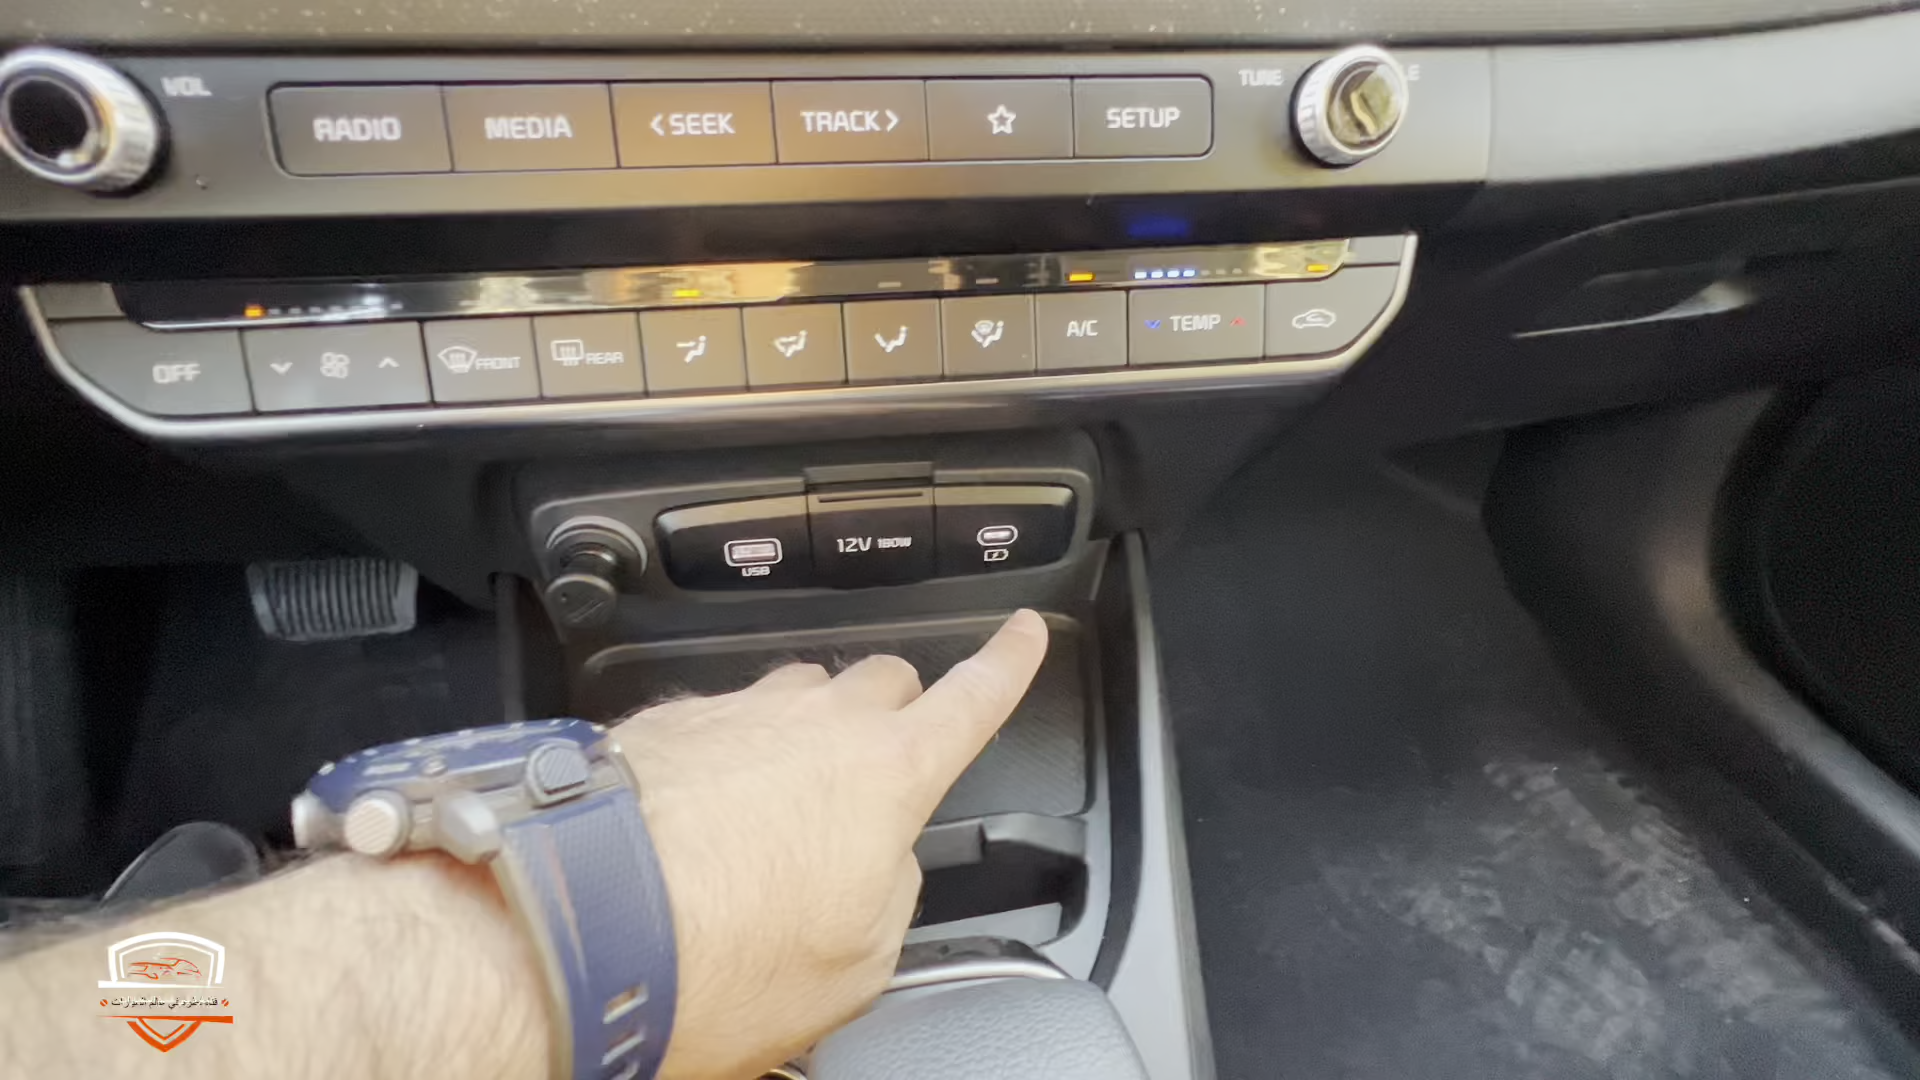 VOL
RADIO
MEDIA
<SEEK
TRACK>
SETUP
TUNE
OFF
FRONT
REAR
A/C
TEMP
USB
12V 180W